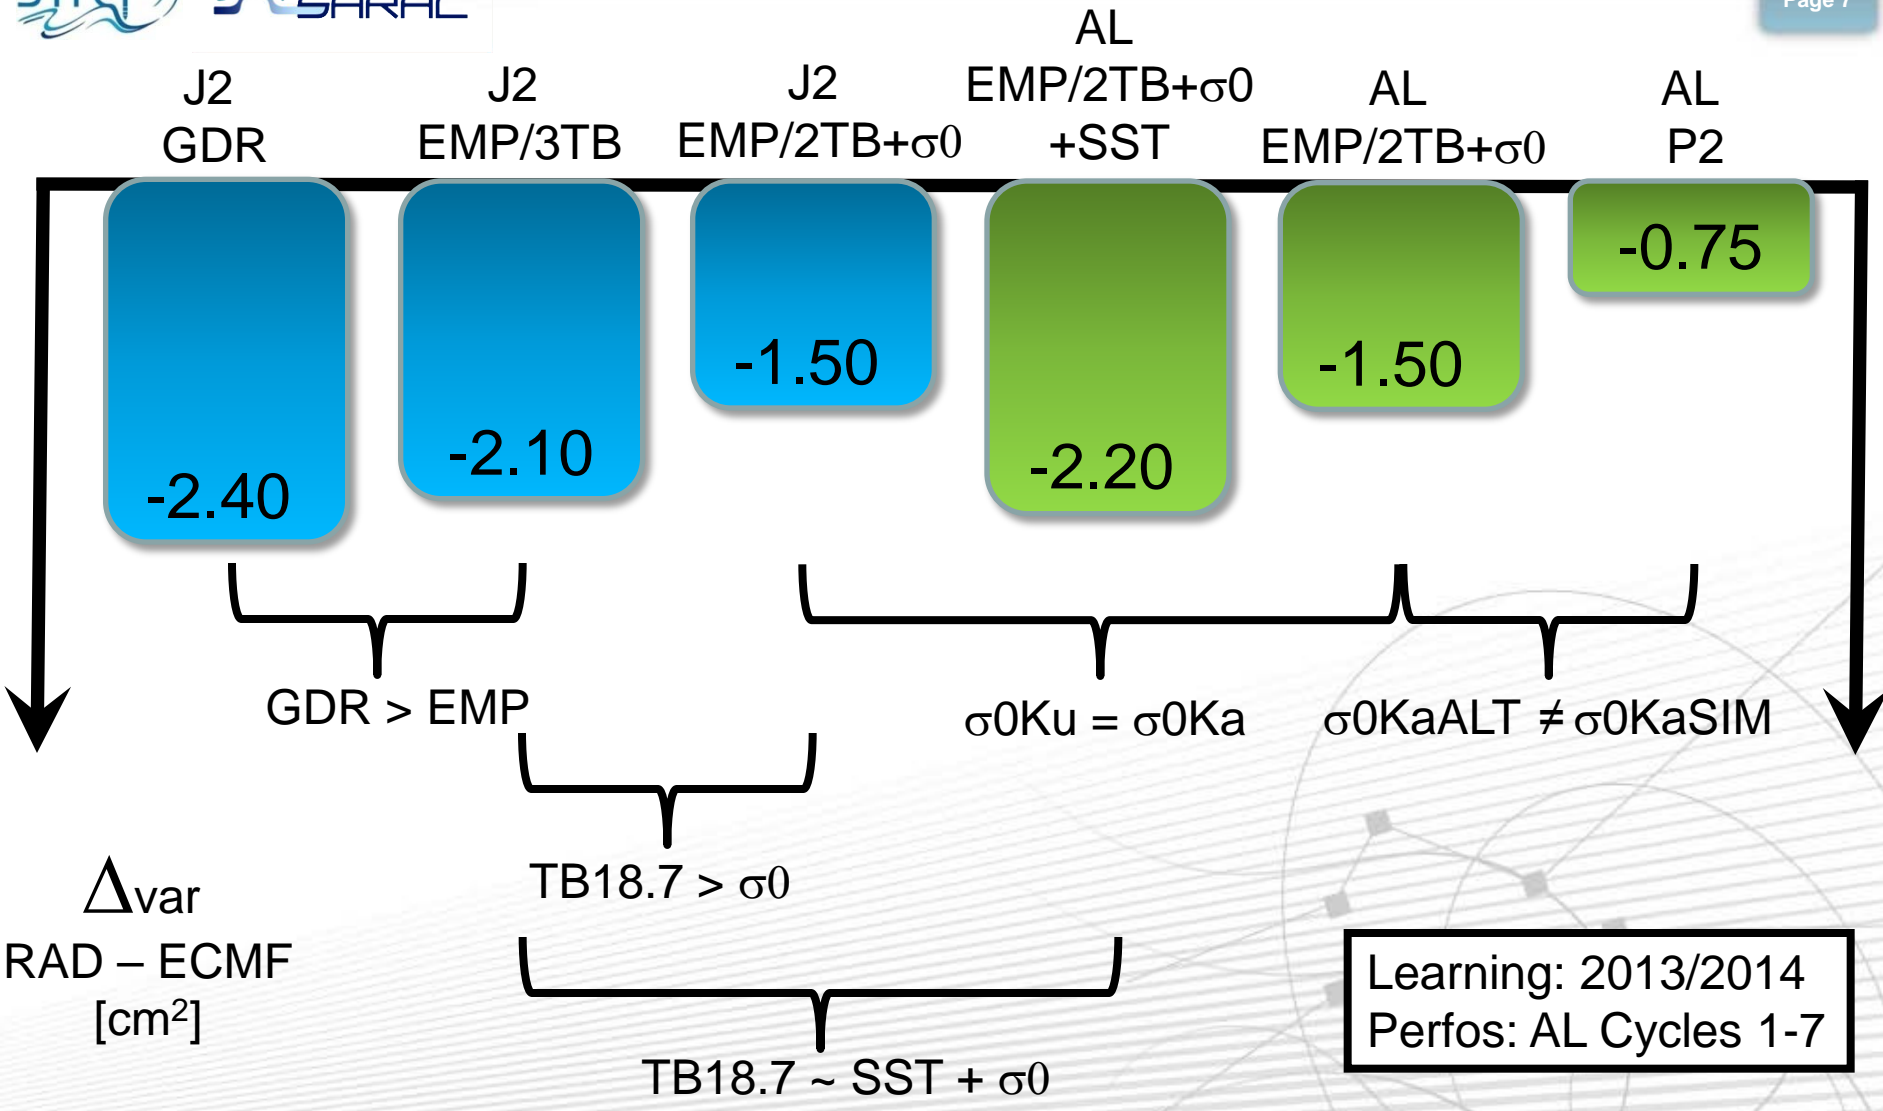 SARAL
Page 7
J2
GDR
J2
EMP/3TB
J2
EMP/2TB+σ0
AL
EMP/2TB+σ0
+SST
AL
EMP/2TB+σ0
AL
P2
-2.40
-2.10
-1.50
-2.20
-1.50
-0.75
GDR > EMP
σ0Ku = σ0Ka
σ0KaALT ≠ σ0KaSIM
TB18.7 > σ0
TB18.7 ~ SST + σ0
Δvar
RAD – ECMF
[cm²]
Learning: 2013/2014
Perfos: AL Cycles 1-7